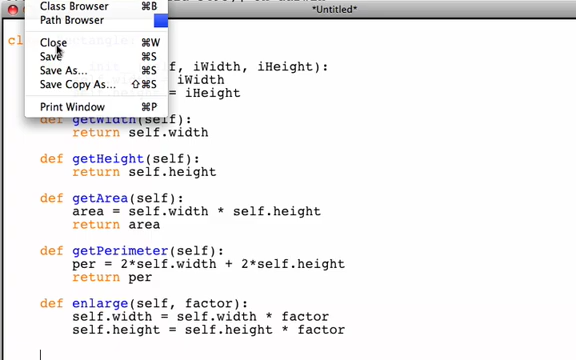 Class Browser ⌘B
*Untitled*
Path Browser
Close ⌘W
Save ⌘S
f, iWidth, iHeight):
Save As... ⌘S
iWidth
Save Copy As... ⇧⌘S
= iHeight
Print Window ⌘P
def getWidth(self):
return self.width
def getHeight(self):
return self.height
def getArea(self):
area = self.width * self.height
return area
def getPerimeter(self):
per = 2*self.width + 2*self.height
return per
def enlarge(self, factor):
self.width = self.width * factor
self.height = self.height * factor